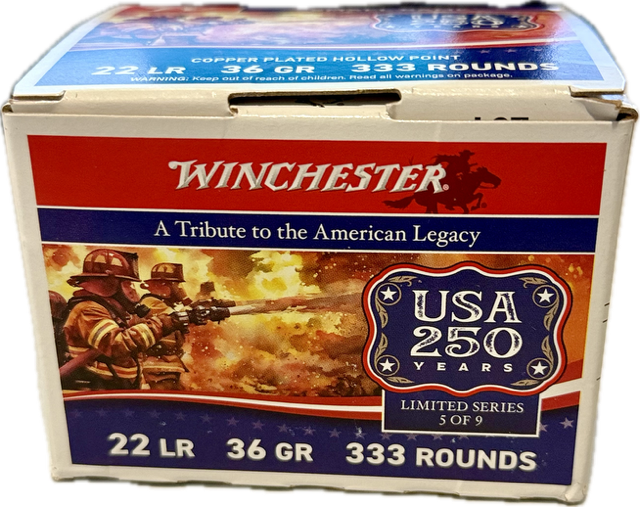 COPPER PLATED HOLLOW POINT
22 LR 36 GR 333 ROUNDS
WARNING: Keep out of reach of children. Read all warnings on package.
WINCHESTER
A Tribute to the American Legacy
USA
250
YEARS
LIMITED SERIES
5 OF 9
22 LR 36 GR 333 ROUNDS